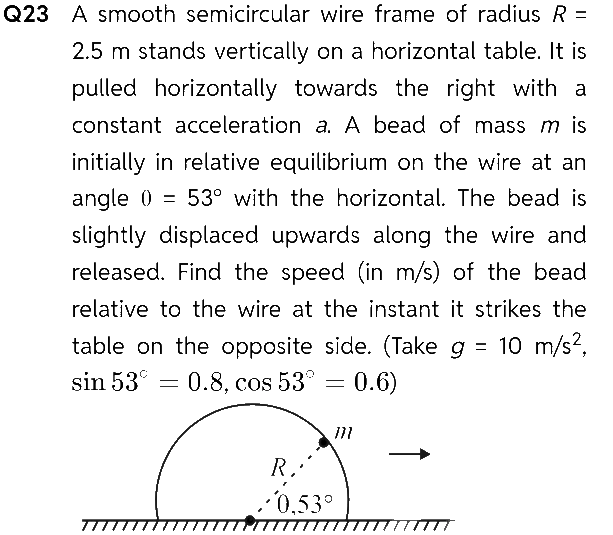 Q23 A smooth semicircular wire frame of radius R =
2.5 m stands vertically on a horizontal table. It is
pulled horizontally towards the right with a
constant acceleration a. A bead of mass m is
initially in relative equilibrium on the wire at an
angle θ = 53° with the horizontal. The bead is
slightly displaced upwards along the wire and
released. Find the speed (in m/s) of the bead
relative to the wire at the instant it strikes the
table on the opposite side. (Take g = 10 m/s²,
sin 53° = 0.8, cos 53° = 0.6)
m
R
0,53°